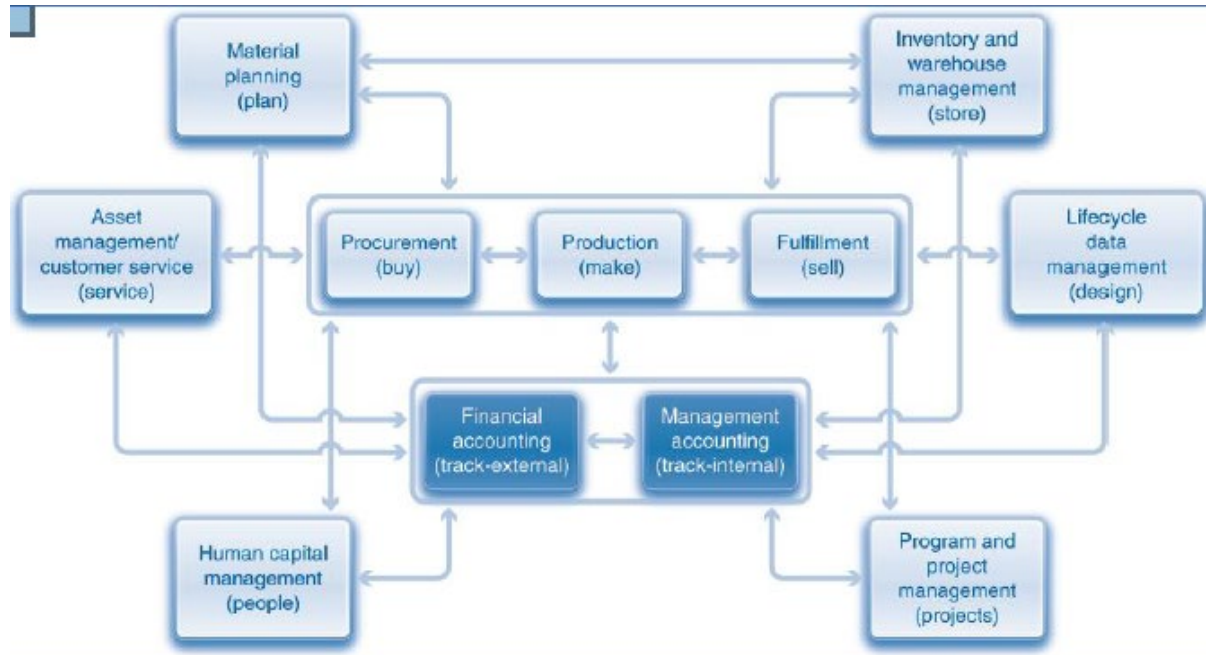 Material
planning
(plan)
Inventory and
warehouse
management
(store)
Asset
management/
customer service
(service)
Procurement
(buy)
Production
(make)
Fulfillment
(sell)
Lifecycle
data
management
(design)
Financial
accounting
(track-external)
Management
accounting
(track-internal)
Human capital
management
(people)
Program and
project
management
(projects)